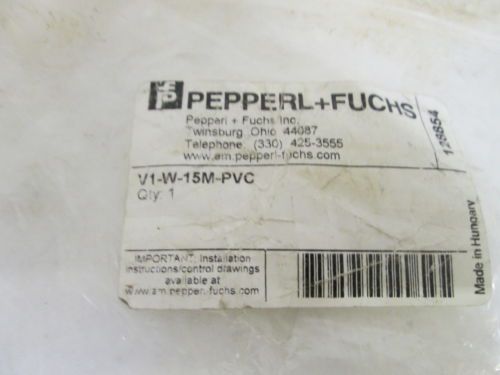 PEPPERL+FUCHS
Pepperl + Fuchs Inc.
Twinsburg, Ohio 44087
Telephone: (330) 425-3555
www.am.pepperl-fuchs.com
128854
V1-W-15M-PVC
Qty: 1
IMPORTANT: Installation
instructions/control drawings
available at
www.am.pepperl-fuchs.com
Made in Hungary